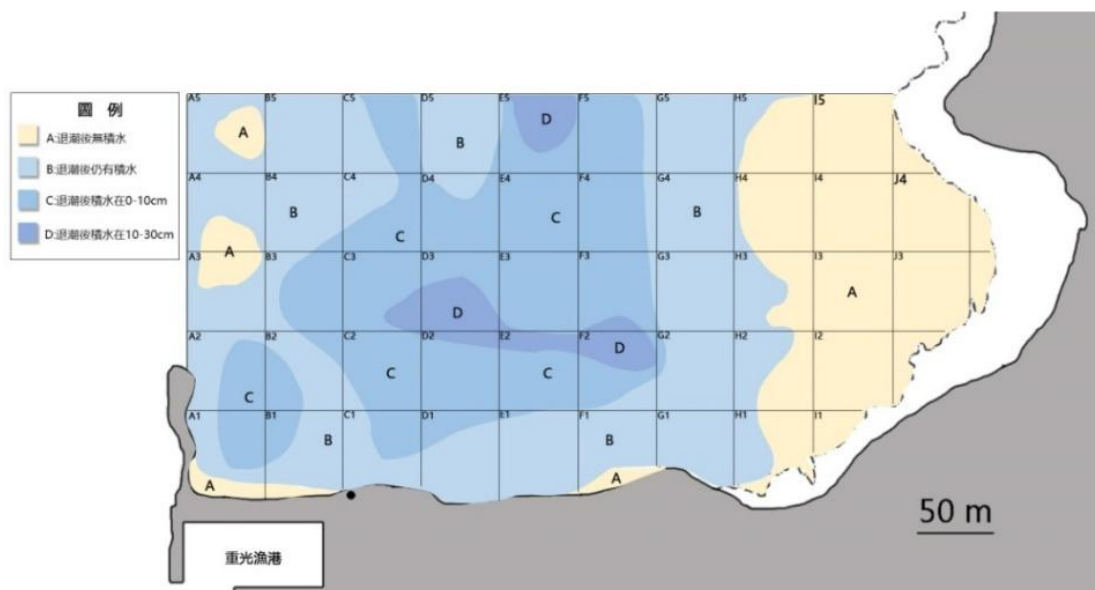 圖 例
A:退潮後無積水
B:退潮後仍有積水
C:退潮後積水在0-10cm
D:退潮後積水在10-30cm
A5 B5 C5 D5 E5 F5 G5 H5 I5
A B D
A4 B4 C4 D4 E4 F4 G4 H4 I4 J4
B C C B
A3 B3 C3 D3 E3 F3 G3 H3 I3 J3
A D A
A2 B2 C2 D2 E2 F2 G2 H2 I2
C C C D
A1 B1 C1 D1 E1 F1 G1 H1 I1
B B
A A
50 m
重光漁港